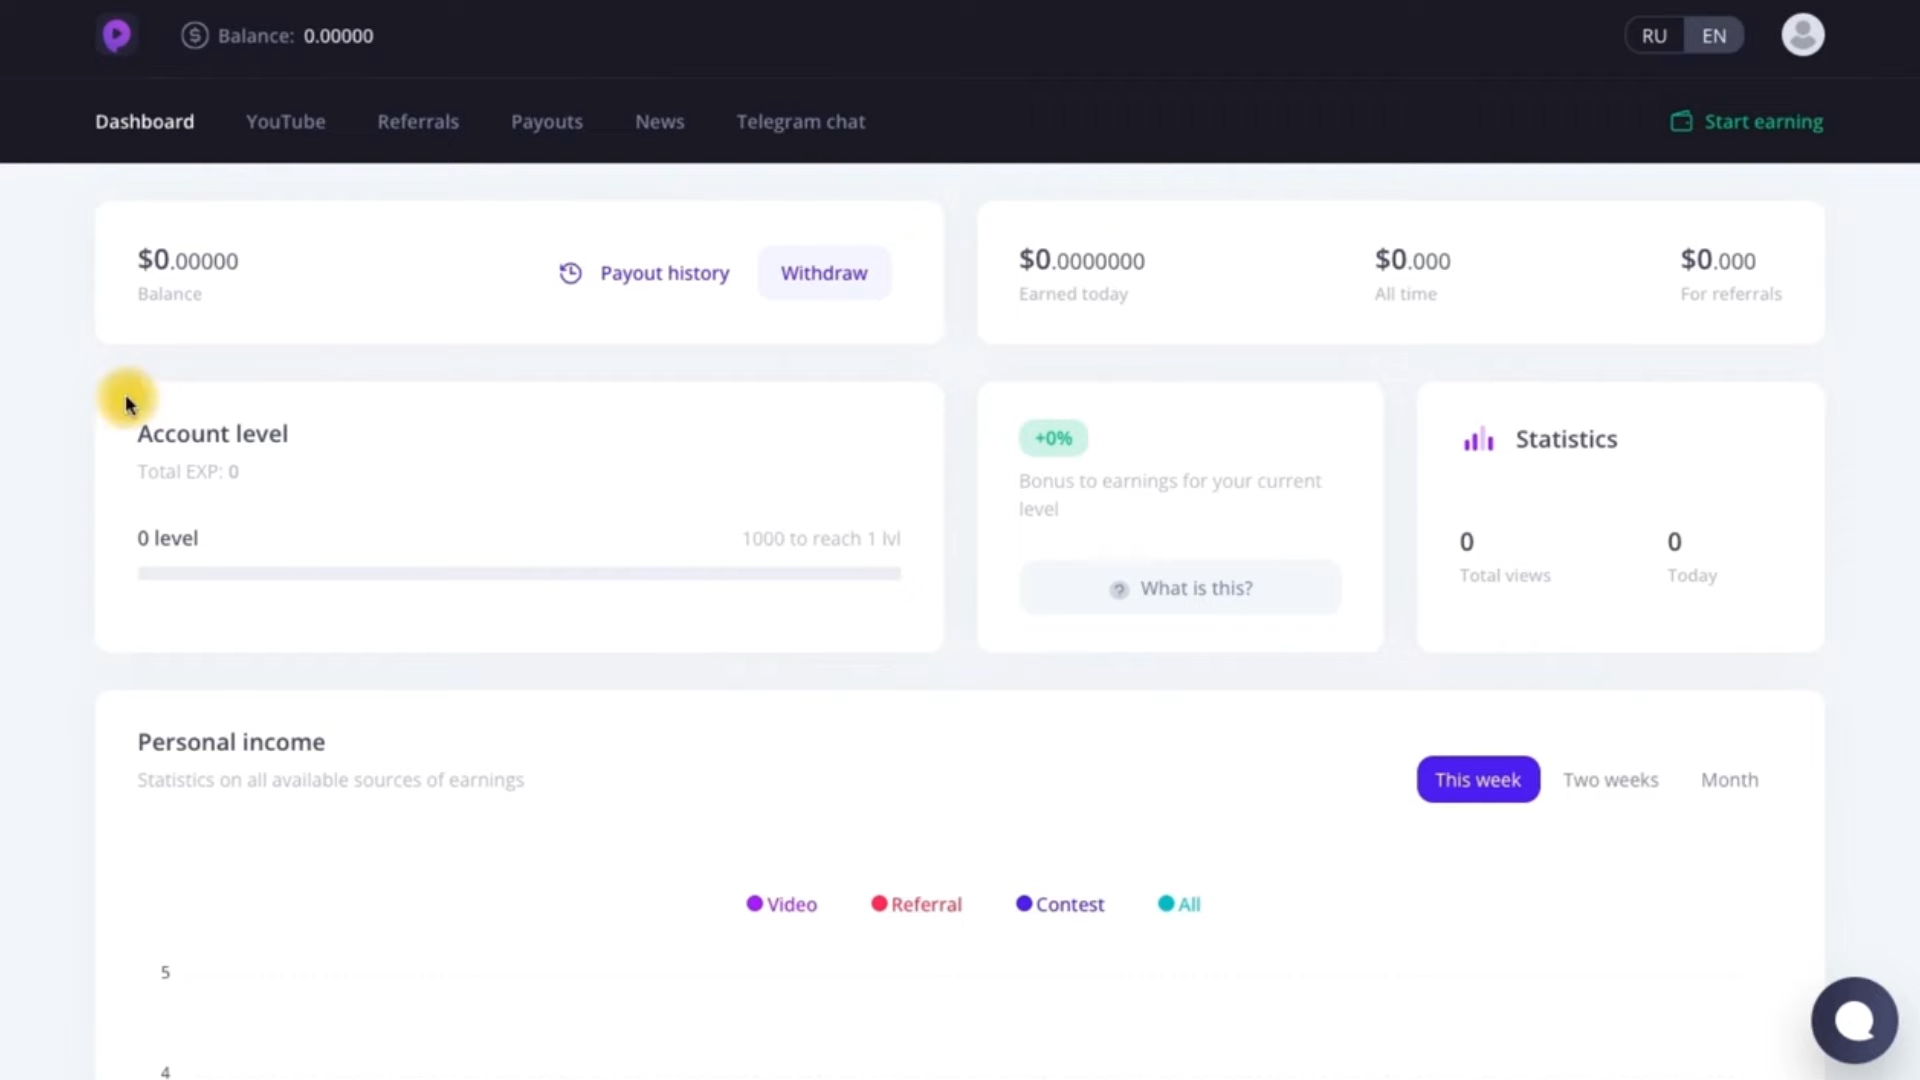 Balance: 0.00000
RU EN
Dashboard YouTube Referrals Payouts News Telegram chat Start earning
$0.00000
Balance
Payout history Withdraw
$0.0000000 $0.000 $0.000
Earned today All time For referrals
Account level
Total EXP: 0
0 level 1000 to reach 1 lvl
+0%
Bonus to earnings for your current
level
? What is this?
Statistics
0 0
Total views Today
Personal income
Statistics on all available sources of earnings
This week Two weeks Month
Video Referral Contest All
5
4